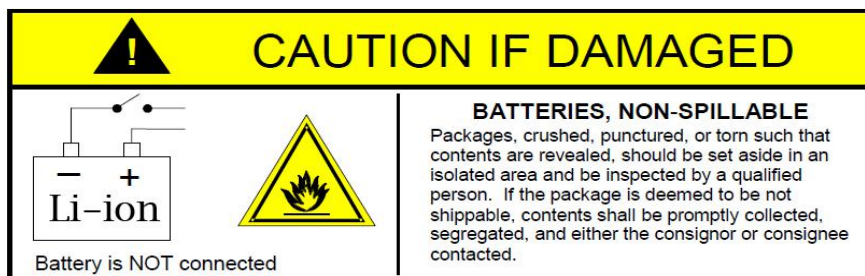 !
CAUTION IF DAMAGED
− +
Li-ion
Battery is NOT connected
BATTERIES, NON-SPILLABLE
Packages, crushed, punctured, or torn such that
contents are revealed, should be set aside in an
isolated area and be inspected by a qualified
person.  If the package is deemed to be not
shippable, contents shall be promptly collected,
segregated, and either the consignor or consignee
contacted.